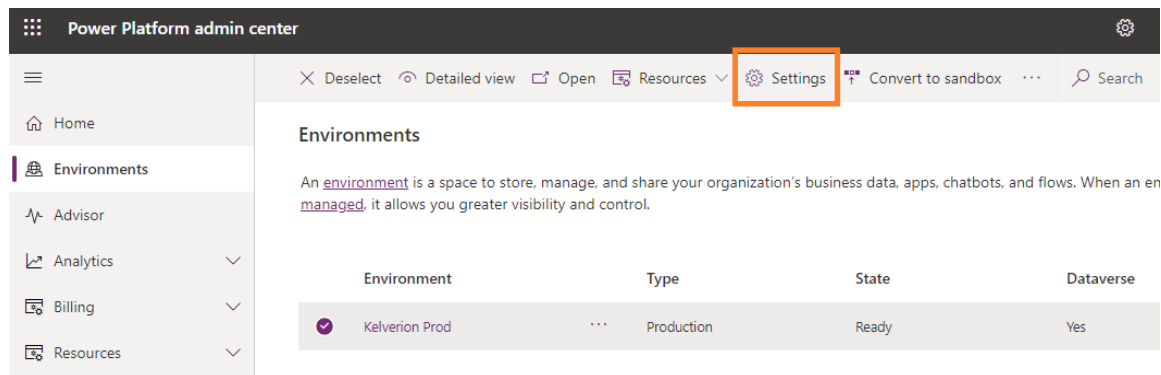 Power Platform admin center
Deselect Detailed view Open Resources Settings Convert to sandbox ... Search
Home
Environments
Advisor
Analytics
Billing
Resources
Environments
An environment is a space to store, manage, and share your organization's business data, apps, chatbots, and flows. When an en
managed, it allows you greater visibility and control.
Environment Type State Dataverse
Kelverion Prod ... Production Ready Yes